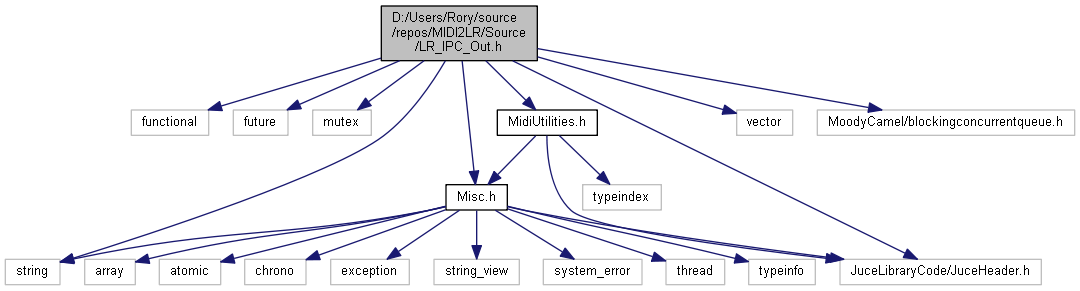 D:/Users/Rory/source
/repos/MIDI2LR/Source
/LR_IPC_Out.h
functional
future
mutex
MidiUtilities.h
vector
MoodyCamel/blockingconcurrentqueue.h
Misc.h
typeindex
string
array
atomic
chrono
exception
string_view
system_error
thread
typeinfo
JuceLibraryCode/JuceHeader.h